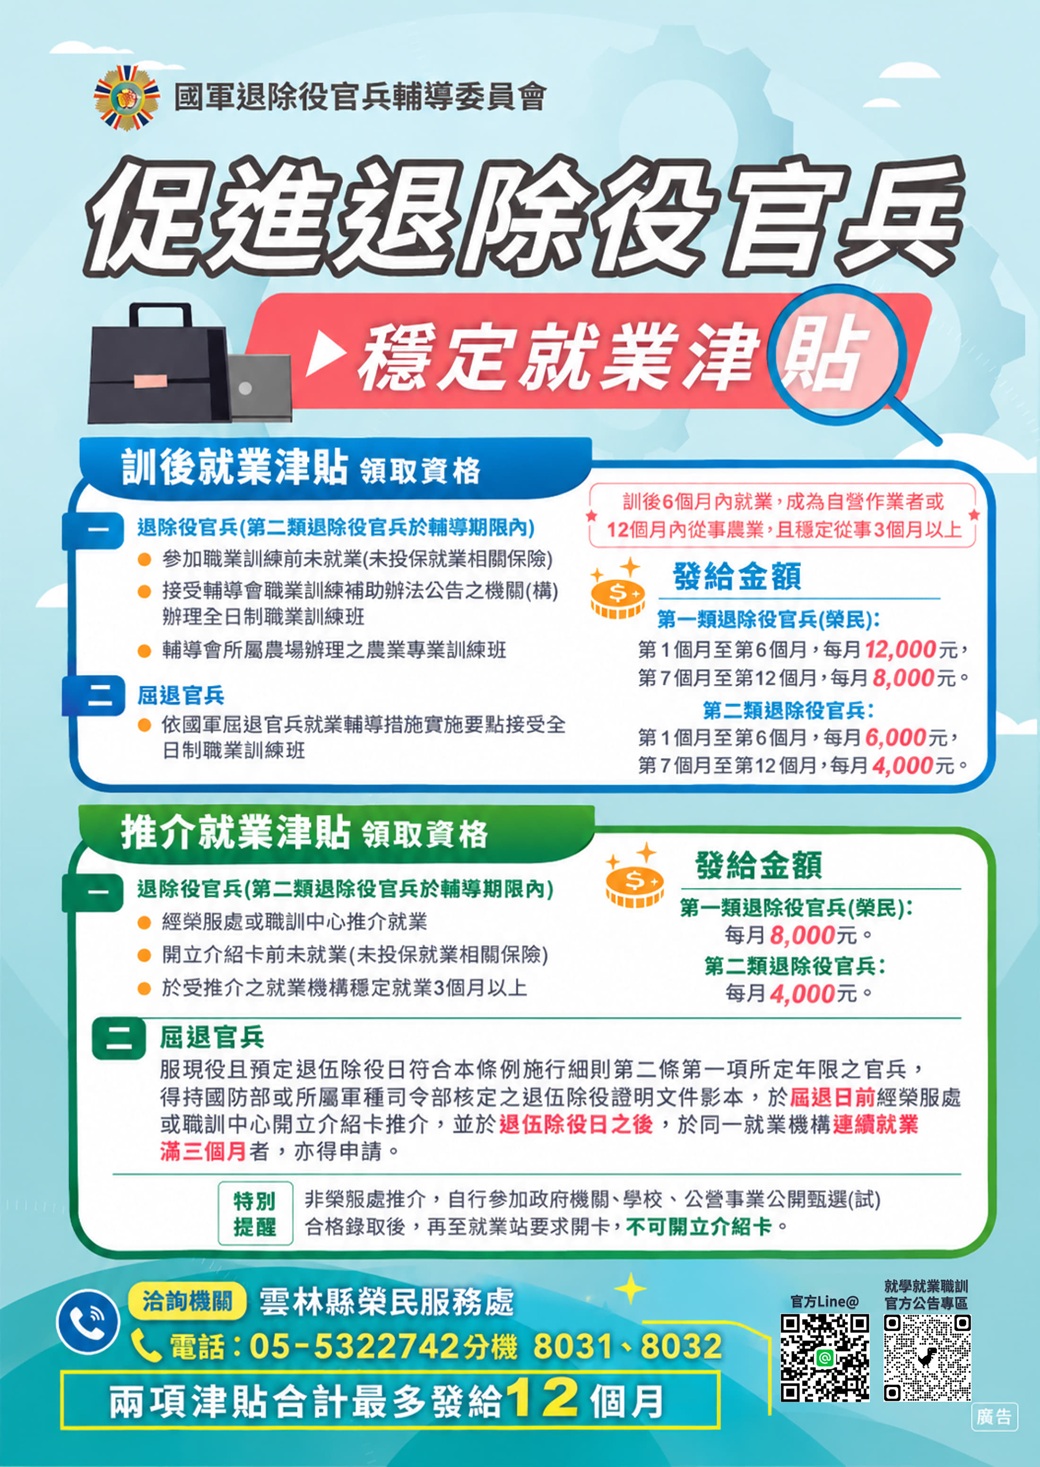 國軍退除役官兵輔導委員會
促進退除役官兵
穩定就業津貼
訓後就業津貼 領取資格
一 退除役官兵(第二類退除役官兵於輔導期限內)
參加職業訓練前未就業(未投保就業相關保險)
接受輔導會職業訓練補助辦法公告之機關(構)
辦理全日制職業訓練班
輔導會所屬農場辦理之農業專業訓練班
二 屆退官兵
依國軍屆退官兵就業輔導措施實施要點接受全
日制職業訓練班
訓後6個月內就業,成為自營作業者或
12個月內從事農業,且穩定從事3個月以上
發給金額
第一類退除役官兵(榮民):
第1個月至第6個月,每月12,000元,
第7個月至第12個月,每月8,000元。
第二類退除役官兵:
第1個月至第6個月,每月6,000元,
第7個月至第12個月,每月4,000元。
推介就業津貼 領取資格
一 退除役官兵(第二類退除役官兵於輔導期限內)
經榮服處或職訓中心推介就業
開立介紹卡前未就業(未投保就業相關保險)
於受推介之就業機構穩定就業3個月以上
發給金額
第一類退除役官兵(榮民):
每月8,000元。
第二類退除役官兵:
每月4,000元。
二 屆退官兵
服現役且預定退伍除役日符合本條例施行細則第二條第一項所定年限之官兵,
得持國防部或所屬軍種司令部核定之退伍除役證明文件影本,於屆退日前經榮服處
或職訓中心開立介紹卡推介,並於退伍除役日之後,於同一就業機構連續就業
滿三個月者,亦得申請。
特別
提醒
非榮服處推介,自行參加政府機關、學校、公營事業公開甄選(試)
合格錄取後,再至就業站要求開卡,不可開立介紹卡。
洽詢機關 雲林縣榮民服務處
電話:05-5322742分機 8031、8032
兩項津貼合計最多發給12個月
官方Line@
就學就業職訓
官方公告專區
廣告